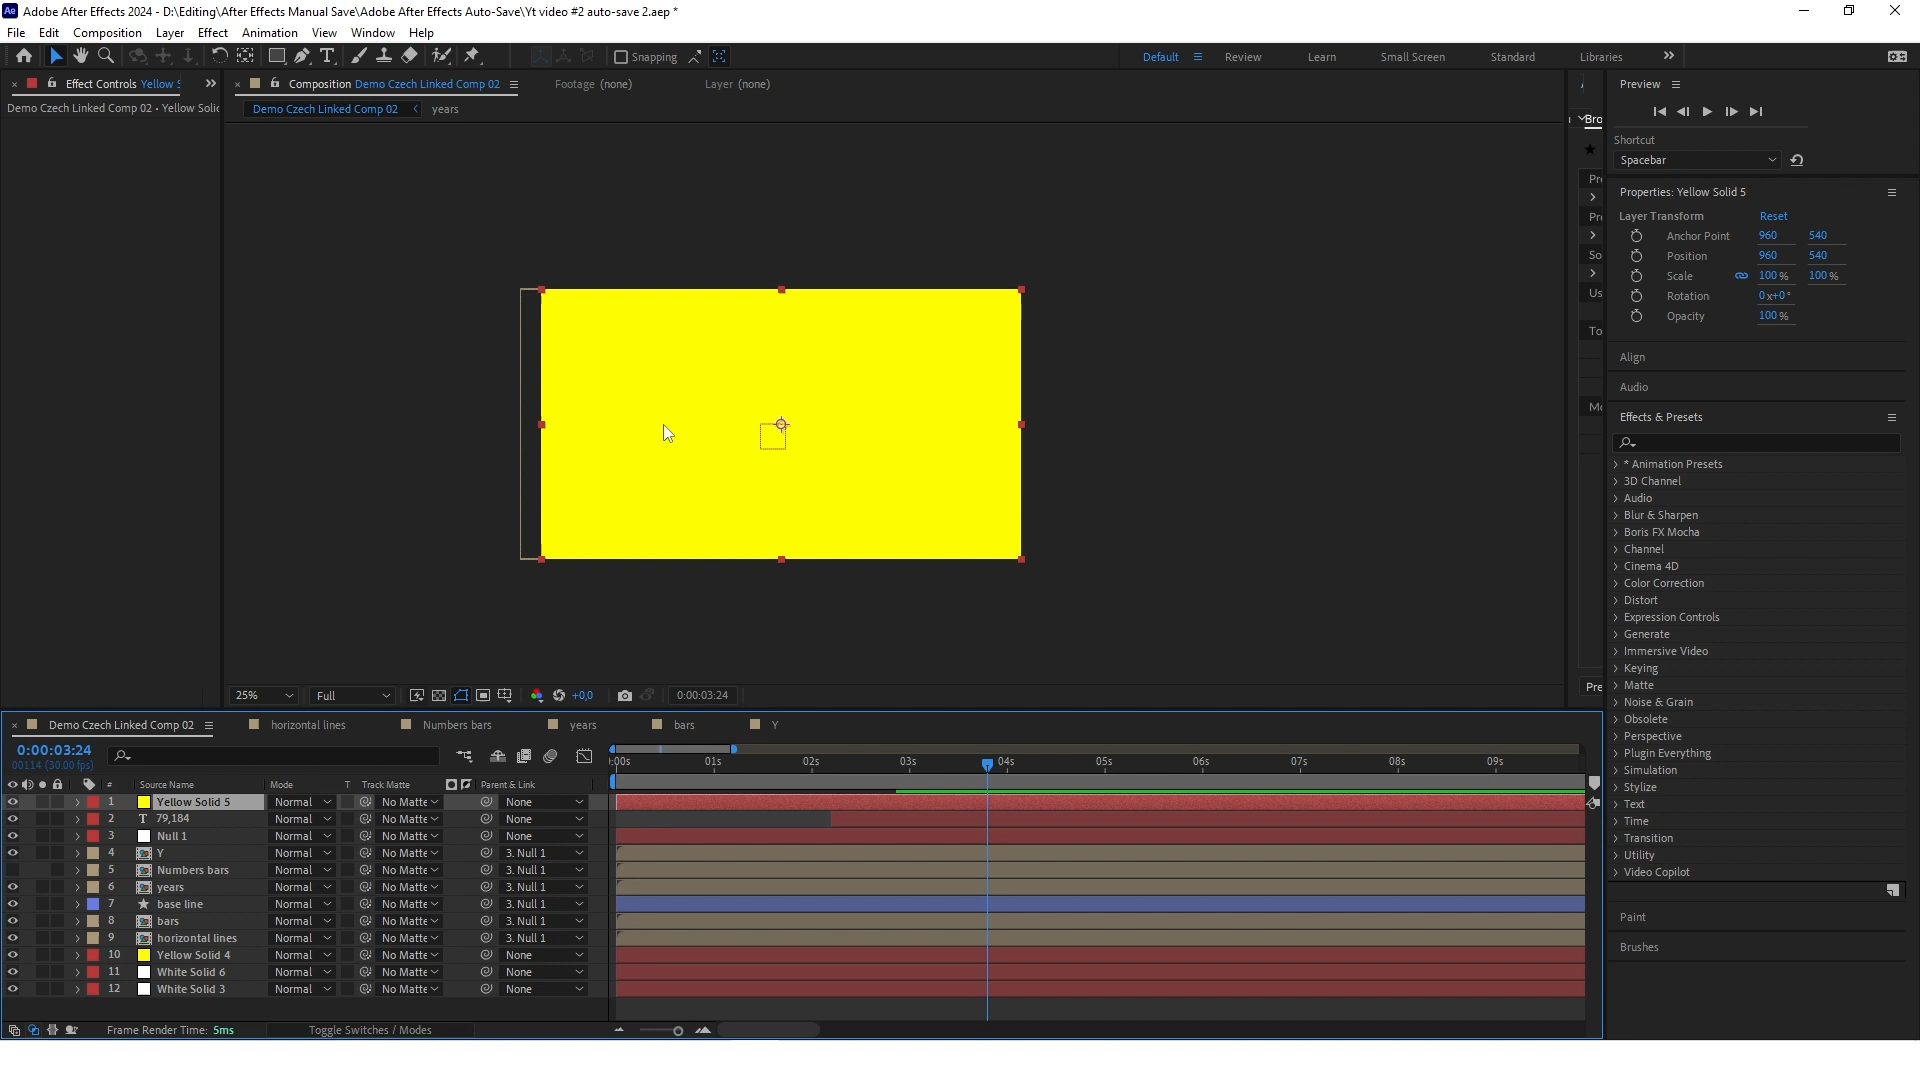 Adobe After Effects 2024 - D:\Editing\After Effects Manual Save\Adobe After Effects Auto-Save\Yt video #2 auto-save 2.aep *
File Edit Composition Layer Effect Animation View Window Help
Snapping
Default Review Learn Small Screen Standard Libraries
Effect Controls Yellow S
Composition Demo Czech Linked Comp 02
Footage (none)
Layer (none)
Demo Czech Linked Comp 02 • Yellow Solid
Demo Czech Linked Comp 02
years
Bro
Pre
Pre
So
Us
To
Mo
Pre
Preview
Shortcut
Spacebar
Properties: Yellow Solid 5
Layer Transform Reset
Anchor Point 960 540
Position 960 540
Scale 100 % 100 %
Rotation 0x+0°
Opacity 100 %
Align
Audio
Effects & Presets
* Animation Presets
3D Channel
Audio
Blur & Sharpen
Boris FX Mocha
Channel
Cinema 4D
Color Correction
Distort
Expression Controls
Generate
Immersive Video
Keying
Matte
Noise & Grain
Obsolete
Perspective
Plugin Everything
Simulation
Stylize
Text
Time
Transition
Utility
Video Copilot
Paint
Brushes
25% Full +0,0 0:00:03:24
Demo Czech Linked Comp 02 horizontal lines Numbers bars years bars Y
0:00:03:24
00114 (30.00 fps)
):00s 01s 02s 03s 04s 05s 06s 07s 08s 09s
# Source Name Mode T Track Matte Parent & Link
1 Yellow Solid 5 Normal No Matte None
2 T 79,184 Normal No Matte None
3 Null 1 Normal No Matte None
4 Y Normal No Matte 3. Null 1
5 Numbers bars Normal No Matte 3. Null 1
6 years Normal No Matte 3. Null 1
7 base line Normal No Matte 3. Null 1
8 bars Normal No Matte 3. Null 1
9 horizontal lines Normal No Matte 3. Null 1
10 Yellow Solid 4 Normal No Matte None
11 White Solid 6 Normal No Matte None
12 White Solid 3 Normal No Matte None
Frame Render Time: 5ms
Toggle Switches / Modes